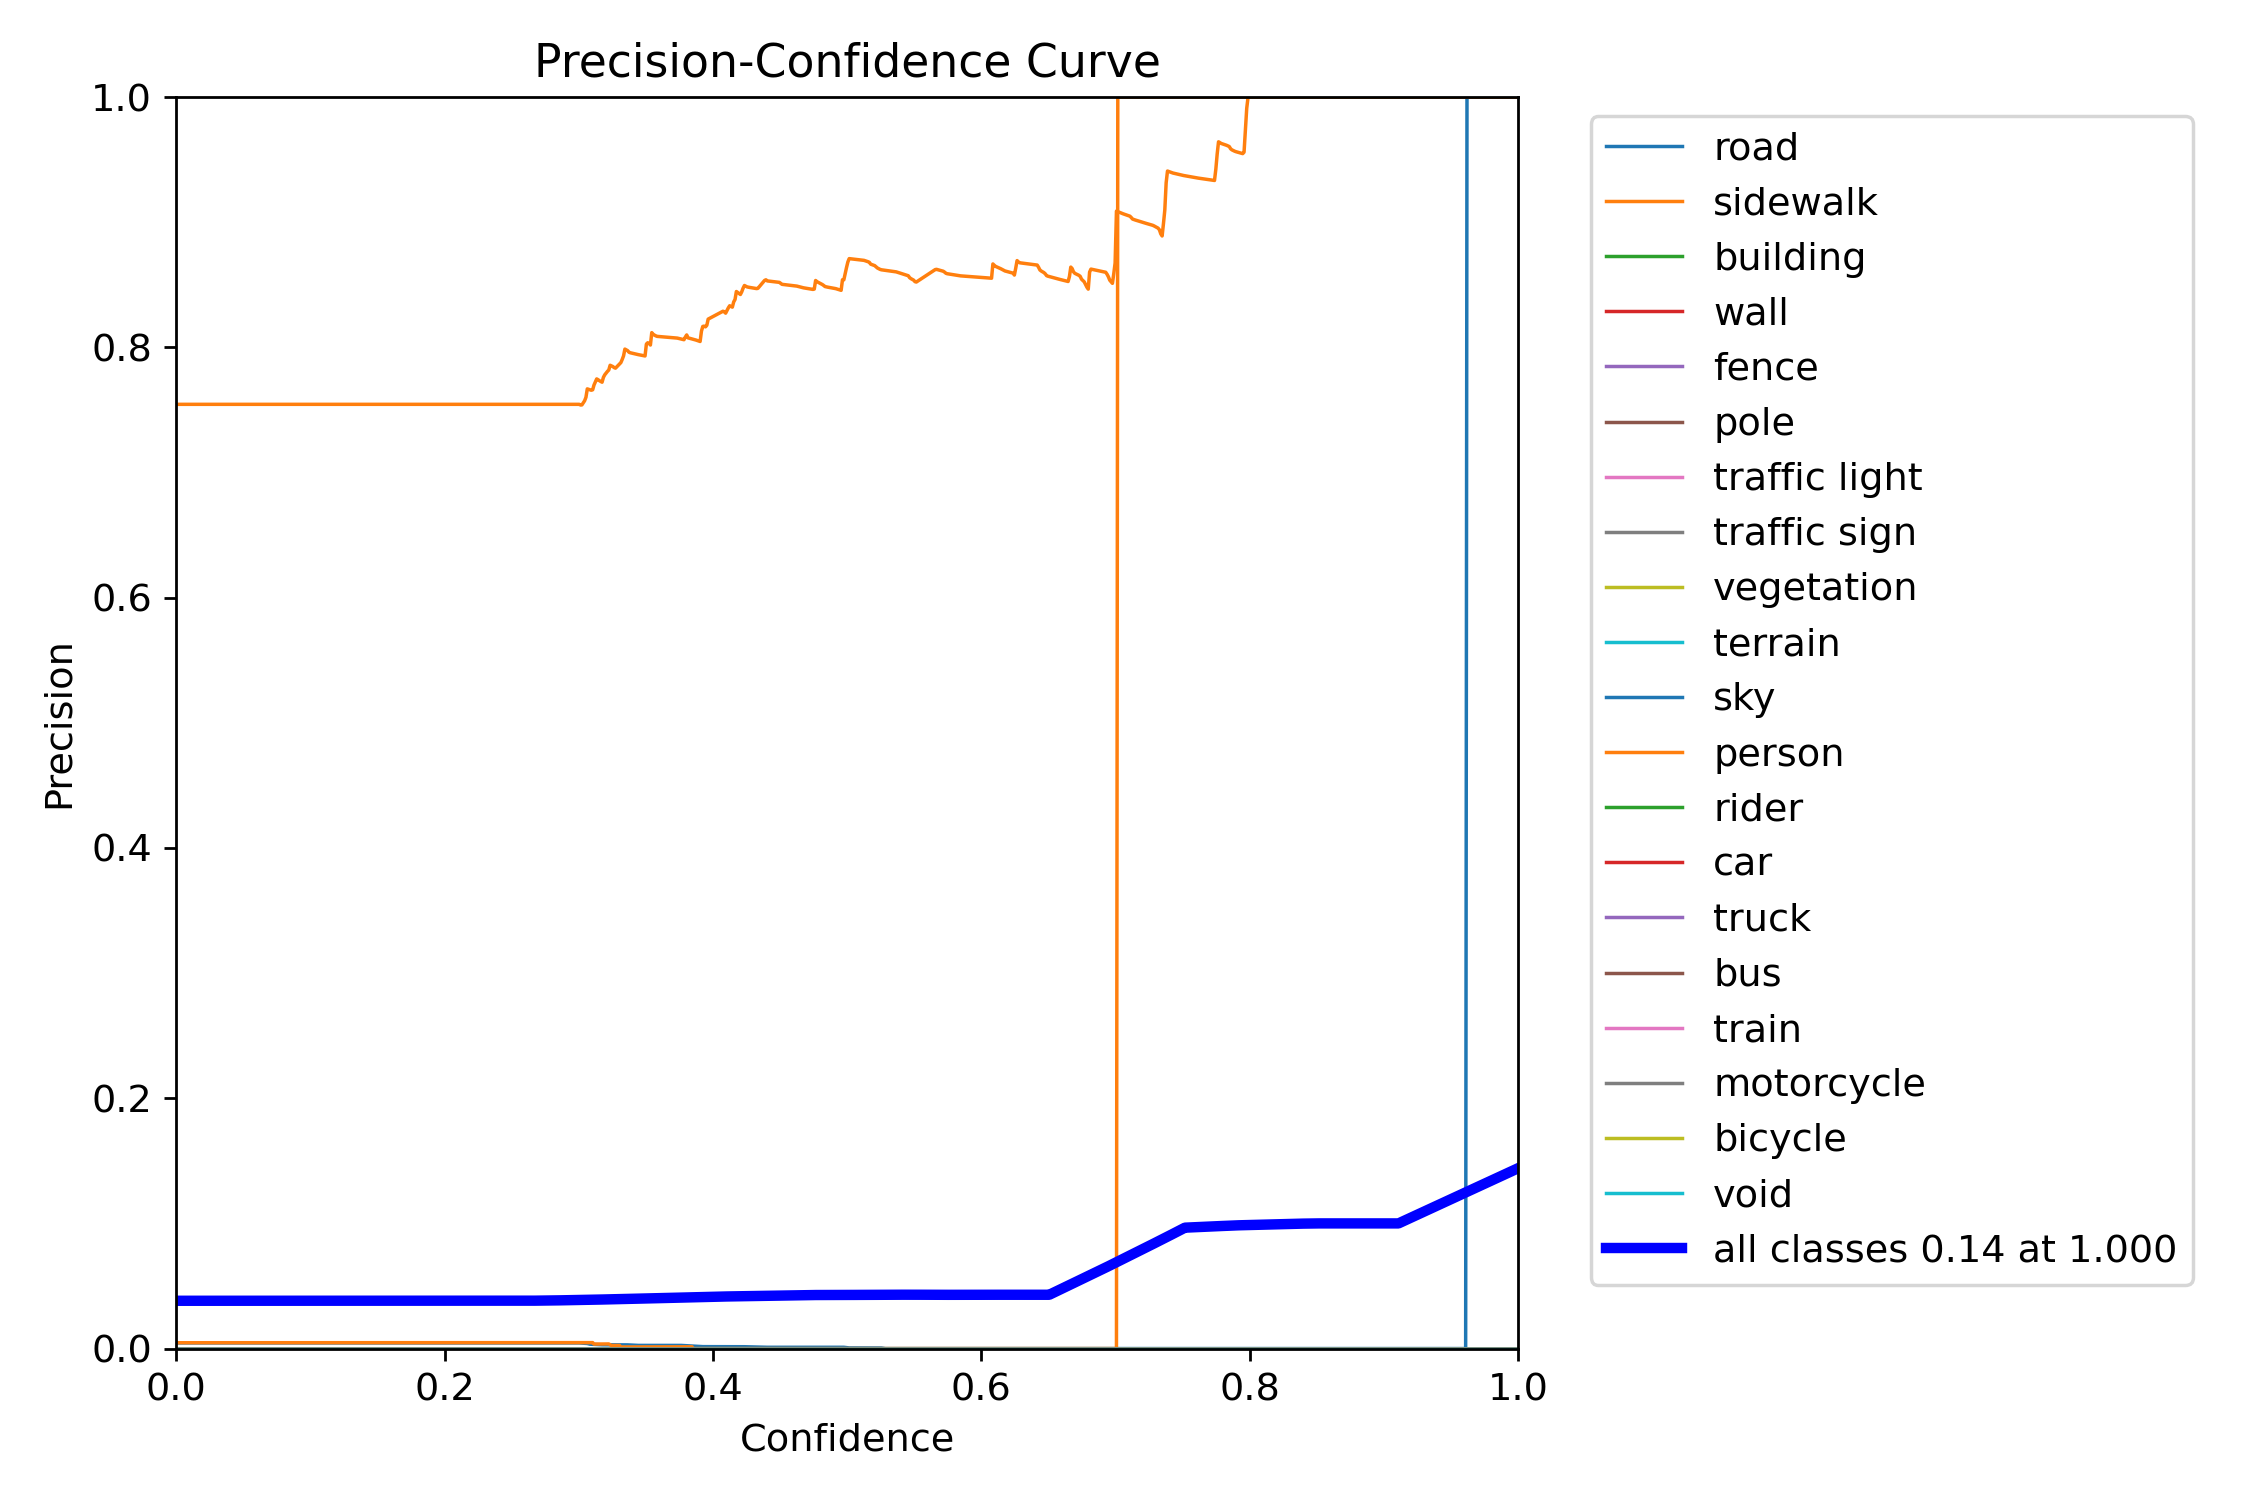 Precision-Confidence Curve
1.0
0.8
0.6
0.4
0.2
0.0
Precision
0.0 0.2 0.4 0.6 0.8 1.0
Confidence
road
sidewalk
building
wall
fence
pole
traffic light
traffic sign
vegetation
terrain
sky
person
rider
car
truck
bus
train
motorcycle
bicycle
void
all classes 0.14 at 1.000